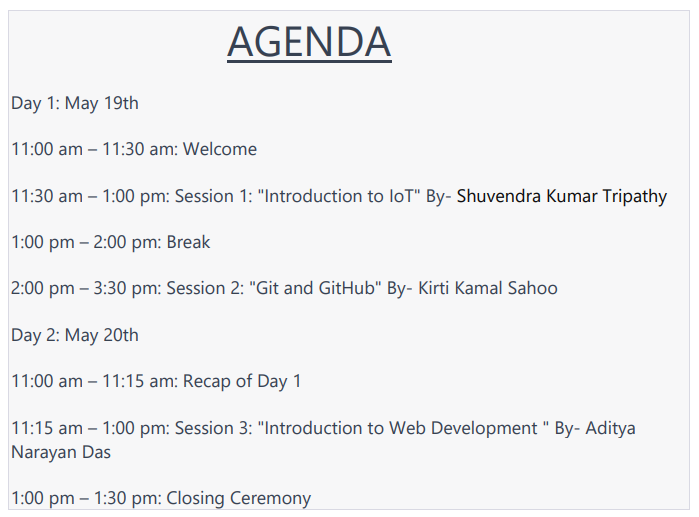 AGENDA
Day 1: May 19th
11:00 am – 11:30 am: Welcome
11:30 am – 1:00 pm: Session 1: "Introduction to IoT" By- Shuvendra Kumar Tripathy
1:00 pm – 2:00 pm: Break
2:00 pm – 3:30 pm: Session 2: "Git and GitHub" By- Kirti Kamal Sahoo
Day 2: May 20th
11:00 am – 11:15 am: Recap of Day 1
11:15 am – 1:00 pm: Session 3: "Introduction to Web Development " By- Aditya
Narayan Das
1:00 pm – 1:30 pm: Closing Ceremony